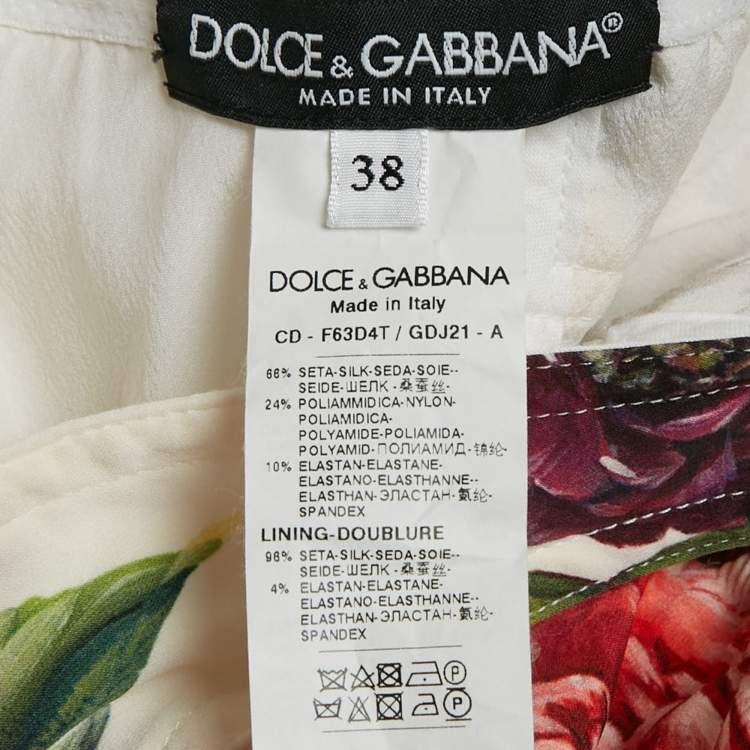 DOLCE & GABBANA®
MADE IN ITALY
38
DOLCE & GABBANA
Made in Italy
CD - F63D4T / GDJ21 - A
66% SETA-SILK-SEDA-SOIE--
SEIDE-ШЕЛК -桑蚕丝-
24% POLIAMMIDICA-NYLON-
POLIAMIDICA-
POLYAMIDE-POLIAMIDA-
POLYAMID-ПОЛИАМИД-锦纶-
10% ELASTAN-ELASTANE-
ELASTANO-ELASTHANNE--
ELASTHAN-ЭЛАСТАН-氨纶-
SPANDEX
LINING-DOUBLURE
96% SETA-SILK-SEDA-SOIE--
SEIDE-ШЕЛК -桑蚕丝-
4% ELASTAN-ELASTANE-
ELASTANO-ELASTHANNE--
ELASTHAN-ЭЛАСТАН-氨纶-
SPANDEX
P
P